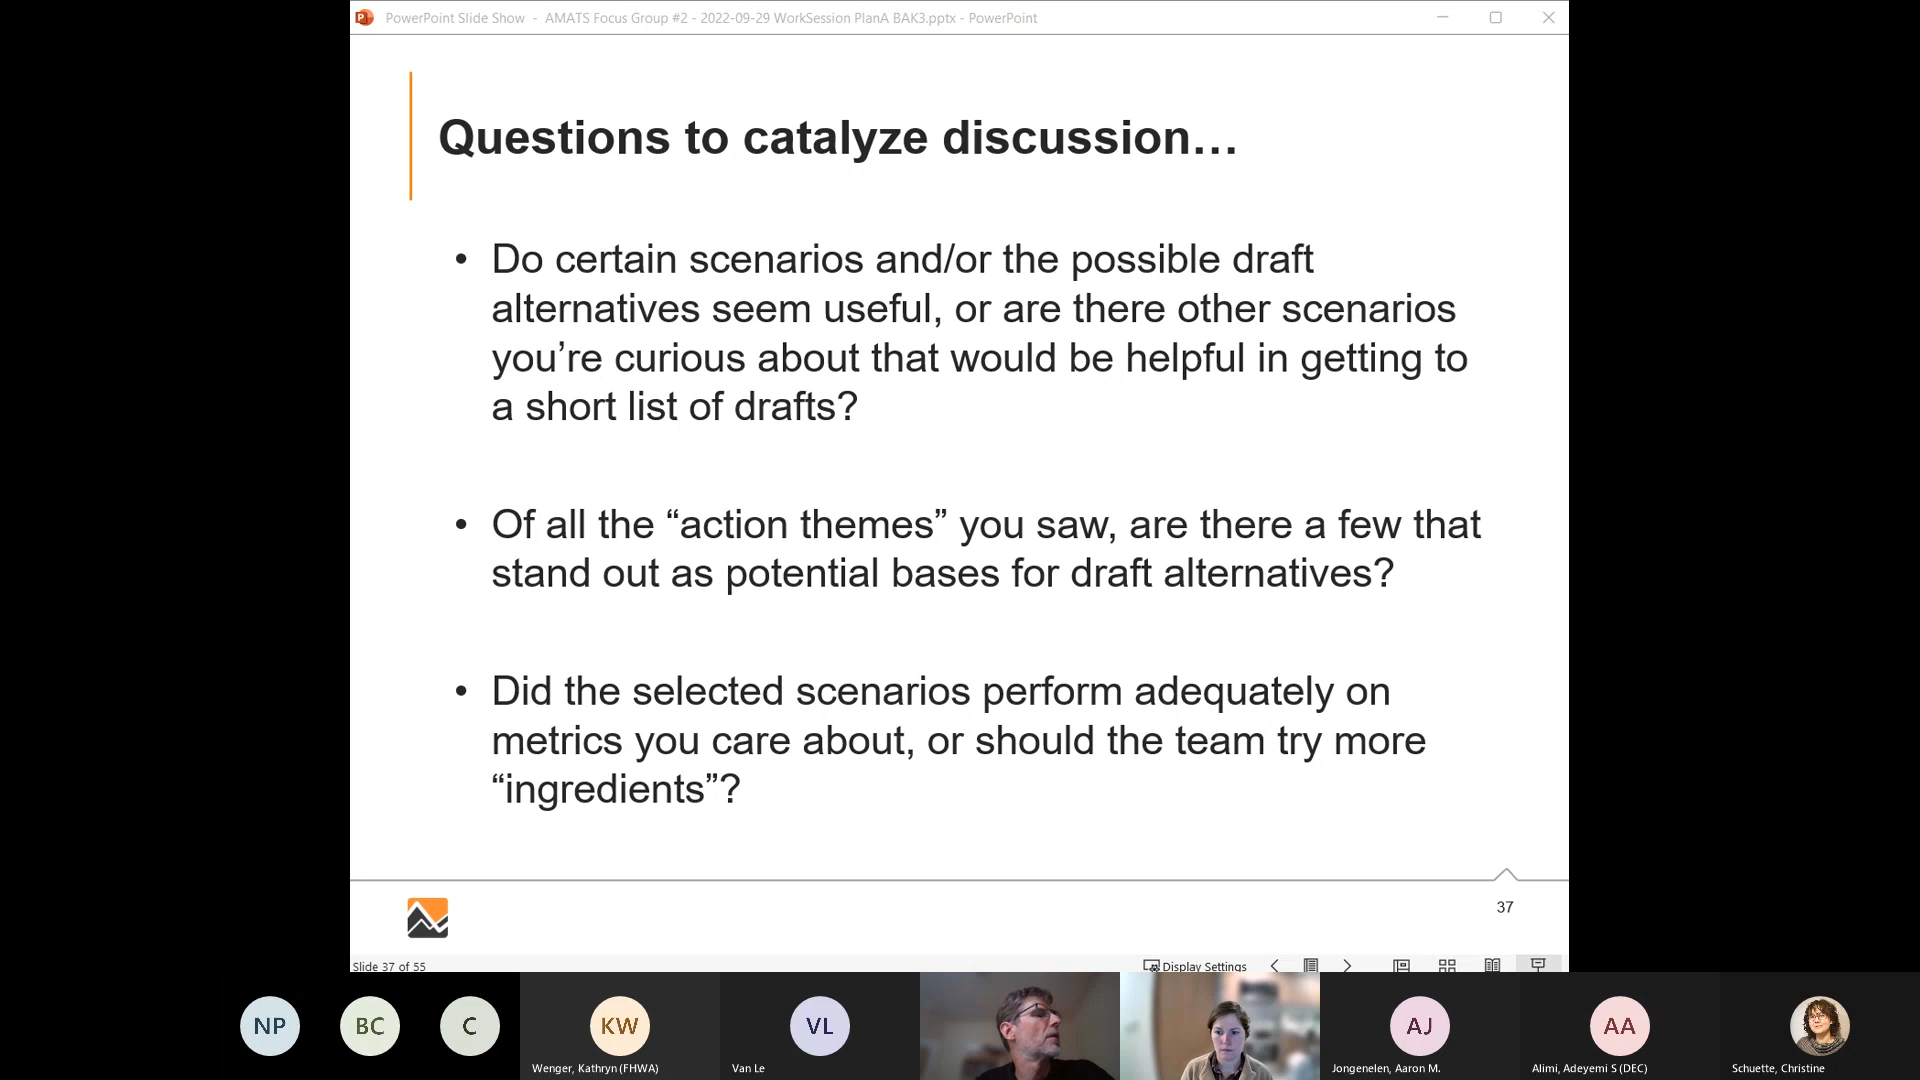 PowerPoint Slide Show - AMATS Focus Group #2 - 2022-09-29 WorkSession PlanA BAK3.pptx - PowerPoint
Questions to catalyze discussion…
• Do certain scenarios and/or the possible draft
alternatives seem useful, or are there other scenarios
you’re curious about that would be helpful in getting to
a short list of drafts?
• Of all the “action themes” you saw, are there a few that
stand out as potential bases for draft alternatives?
• Did the selected scenarios perform adequately on
metrics you care about, or should the team try more
“ingredients”?
37
Slide 37 of 55
Display Settings
NP
BC
C
KW
VL
AJ
AA
Wenger, Kathryn (FHWA)
Van Le
Jongenelen, Aaron M.
Alimi, Adeyemi S (DEC)
Schuette, Christine